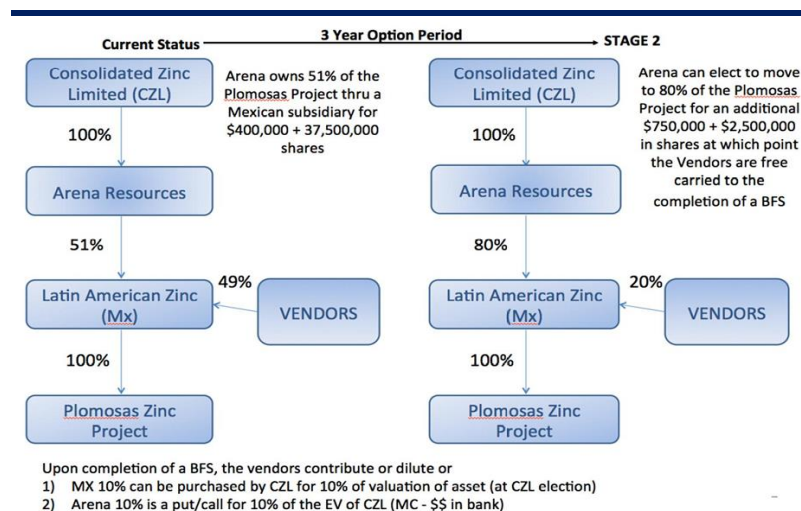 3 Year Option Period
Current Status
STAGE 2
Consolidated Zinc
Limited (CZL)
Arena owns 51% of the
Plomosas Project thru a
Mexican subsidiary for
$400,000 + 37,500,000
shares
100%
Arena Resources
51%
Latin American Zinc
(Mx)
49%
VENDORS
100%
Plomosas Zinc
Project
Consolidated Zinc
Limited (CZL)
Arena can elect to move
to 80% of the Plomosas
Project for an additional
$750,000 + $2,500,000
in shares at which point
the Vendors are free
carried to the
completion of a BFS
100%
Arena Resources
80%
Latin American Zinc
(Mx)
20%
VENDORS
100%
Plomosas Zinc
Project
Upon completion of a BFS, the vendors contribute or dilute or
1) MX 10% can be purchased by CZL for 10% of valuation of asset (at CZL election)
2) Arena 10% is a put/call for 10% of the EV of CZL (MC - $$ in bank)